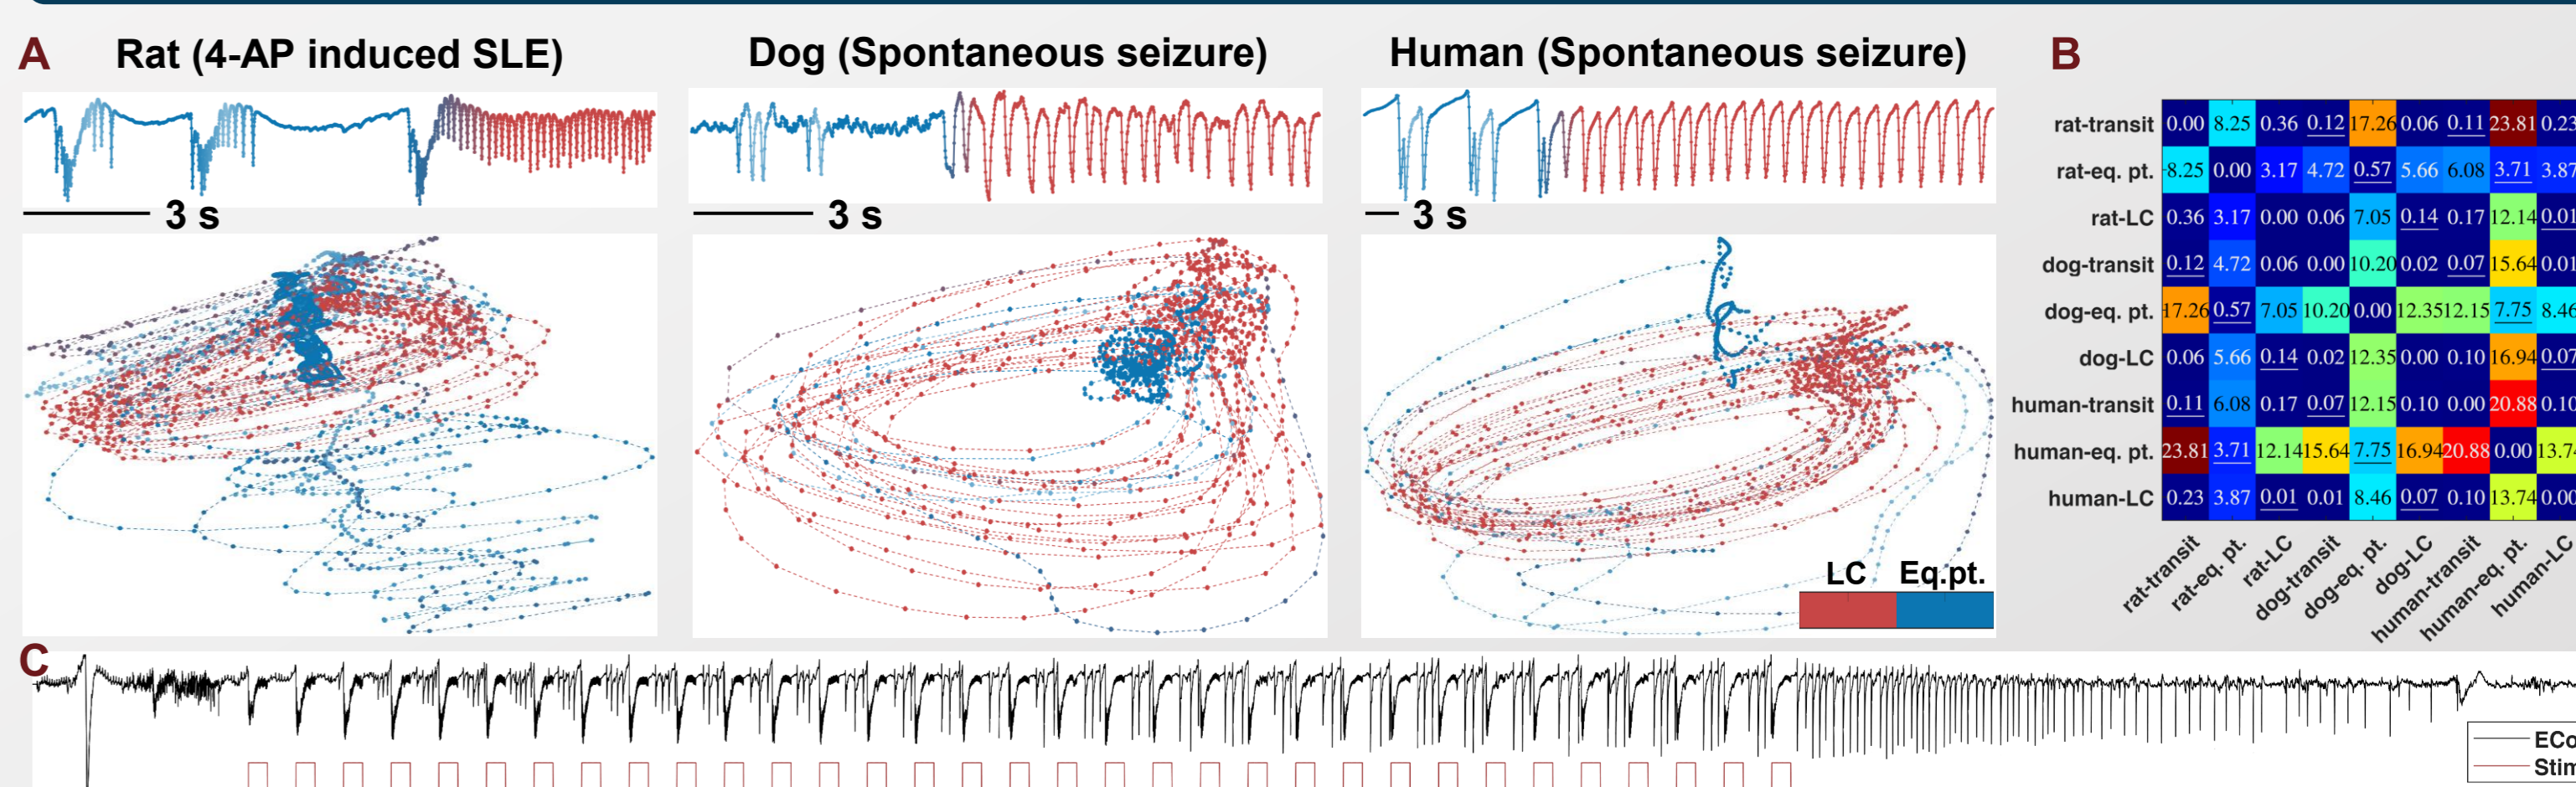 A
Rat (4-AP induced SLE)
Dog (Spontaneous seizure)
Human (Spontaneous seizure)
3 s
3 s
3 s
LC Eq.pt.
B
rat-transit 0.00 8.25 0.36 0.12 17.26 0.06 0.11 23.81 0.23
rat-eq. pt. 8.25 0.00 3.17 4.72 0.57 5.66 6.08 3.71 3.87
rat-LC 0.36 3.17 0.00 0.06 7.05 0.14 0.17 12.14 0.01
dog-transit 0.12 4.72 0.06 0.00 10.20 0.02 0.07 15.64 0.01
dog-eq. pt. 17.26 0.57 7.05 10.20 0.00 12.35 12.15 7.75 8.46
dog-LC 0.06 5.66 0.14 0.02 12.35 0.00 0.10 16.94 0.07
human-transit 0.11 6.08 0.17 0.07 12.15 0.10 0.00 20.88 0.10
human-eq. pt. 23.81 3.71 12.14 15.64 7.75 16.94 20.88 0.00 13.74
human-LC 0.23 3.87 0.01 0.01 8.46 0.07 0.10 13.74 0.00
rat-transit
rat-eq. pt.
rat-LC
dog-transit
dog-eq. pt.
dog-LC
human-transit
human-eq. pt.
human-LC
C
ECo
Stim